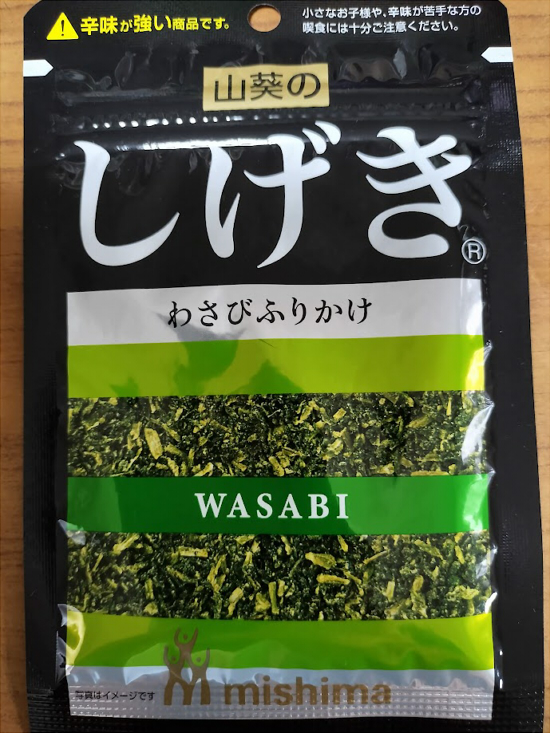 辛味が強い商品です。
小さなお子様や、辛味が苦手な方の
喫食には十分ご注意ください。
山葵の
しげき®
わさびふりかけ
WASABI
写真はイメージです
mishima